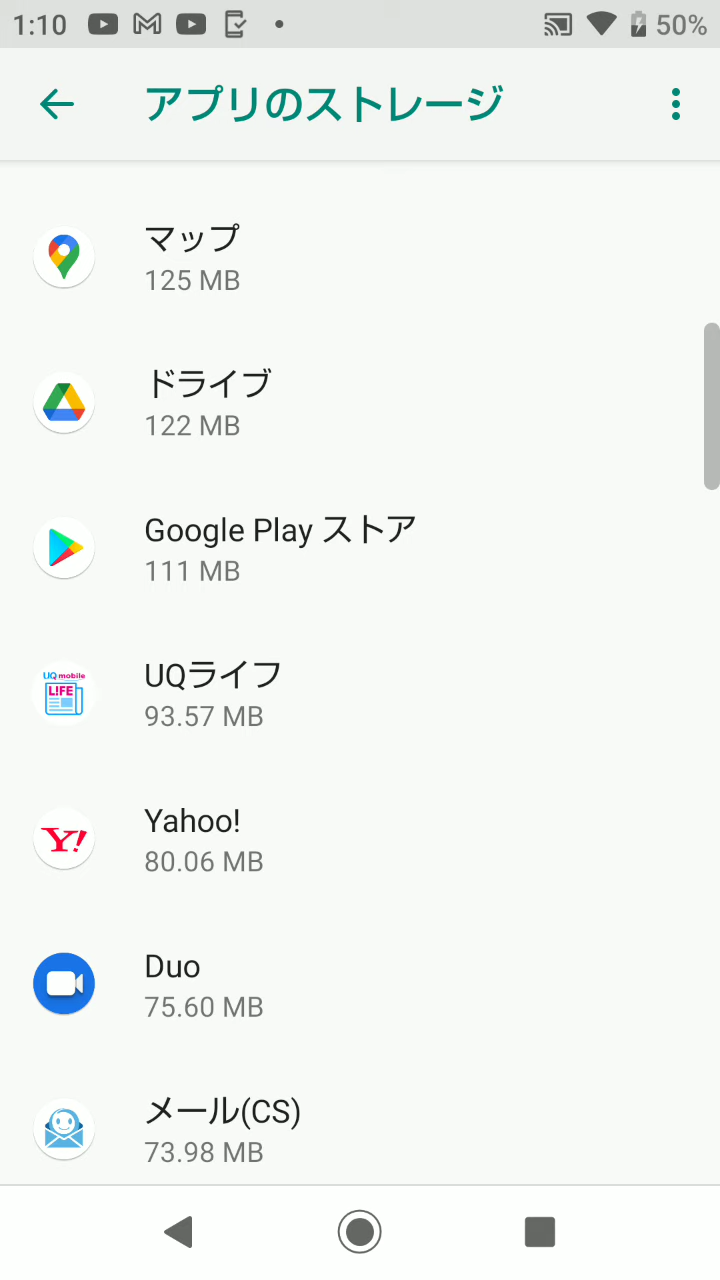 1:10
50%
アプリのストレージ
マップ
125 MB
ドライブ
122 MB
Google Play ストア
111 MB
UQ mobile
LIFE
UQライフ
93.57 MB
Y!
Yahoo!
80.06 MB
Duo
75.60 MB
メール(CS)
73.98 MB